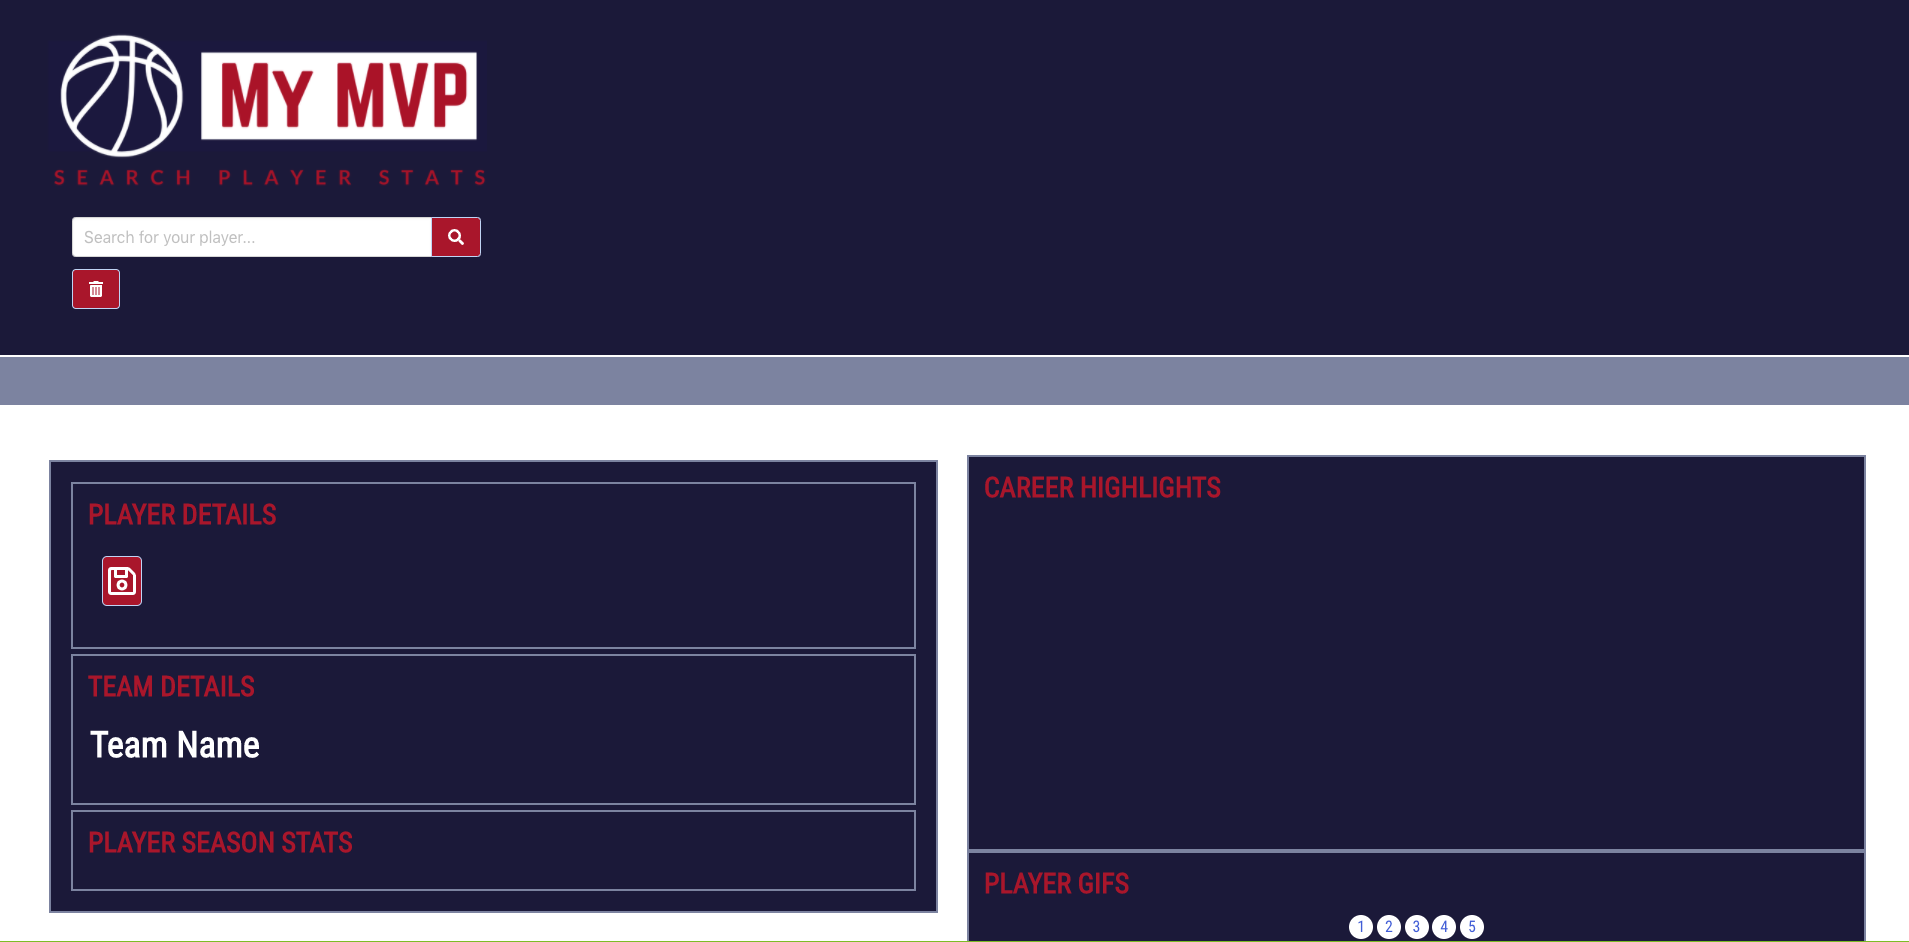 MY MVP
SEARCH PLAYER STATS
Search for your player...
PLAYER DETAILS
TEAM DETAILS
Team Name
PLAYER SEASON STATS
CAREER HIGHLIGHTS
PLAYER GIFS
1 2 3 4 5